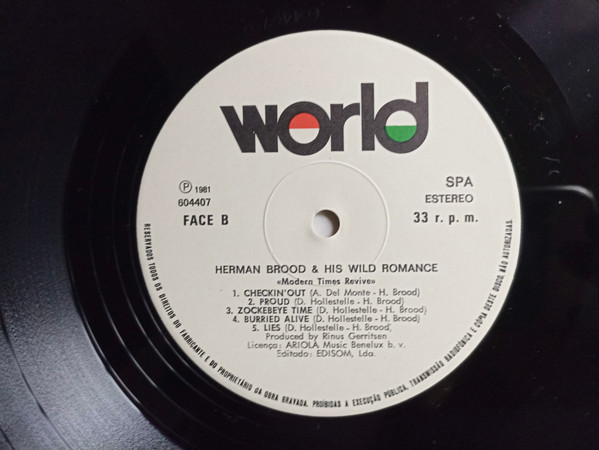 world
℗ 1981
604407
FACE B
SPA
ESTEREO
33 r. p. m.
HERMAN BROOD & HIS WILD ROMANCE
«Modern Times Revive»
1. CHECKIN'OUT (A. Del Monte - H. Brood)
2. PROUD (D. Hollestelle - H. Brood)
3. ZOCKEBEYE TIME (D. Hollestelle - H. Brood)
4. BURRIED ALIVE (D. Hollestelle - H. Brood)
5. LIES (D. Hollestelle - H. Brood)
Produced by Rinus Gerritsen
Licença: ARIOLA Music Benelux b. v.
Editado: EDISOM, Lda.
RESERVADOS TODOS OS DIREITOS DO FABRICANTE E DO PROPRIETÁRIO DA OBRA GRAVADA. PROIBIDAS A EXECUÇÃO PÚBLICA, TRANSMISSÃO RADIOFÓNICA E CÓPIA DESTE DISCO, NÃO AUTORIZADAS.